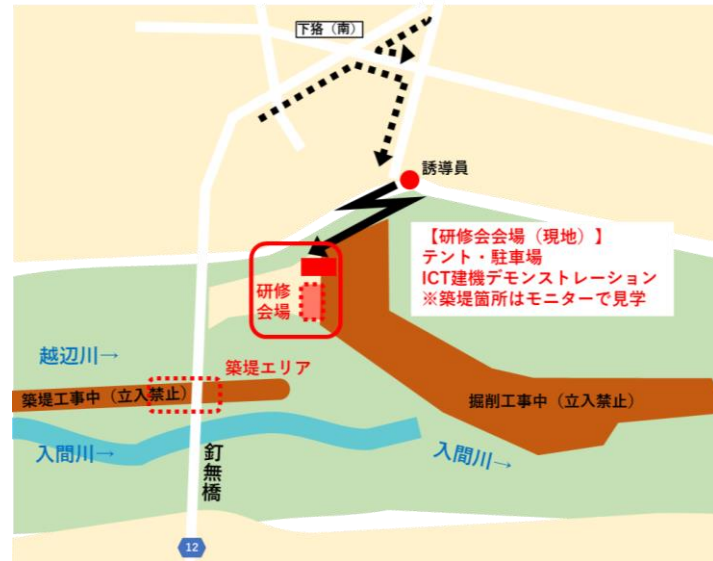 下狢（南）
誘導員
【研修会会場（現地）】
テント・駐車場
ICT建機デモンストレーション
※築堤箇所はモニターで見学
研修
会場
越辺川→
築堤エリア
築堤工事中（立入禁止）
掘削工事中（立入禁止）
入間川→
入間川→
釘無橋
12